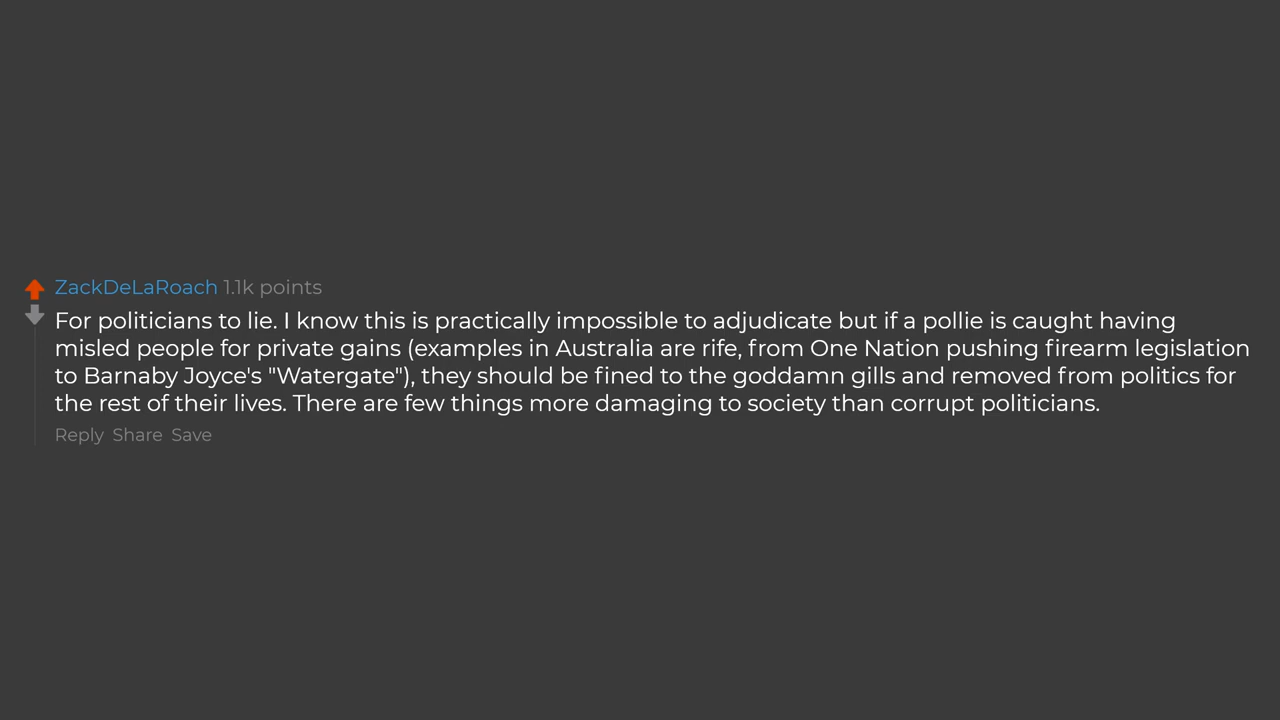 ZackDeLaRoach 1.1k points
For politicians to lie. I know this is practically impossible to adjudicate but if a pollie is caught having
misled people for private gains (examples in Australia are rife, from One Nation pushing firearm legislation
to Barnaby Joyce's "Watergate"), they should be fined to the goddamn gills and removed from politics for
the rest of their lives. There are few things more damaging to society than corrupt politicians.
Reply Share Save